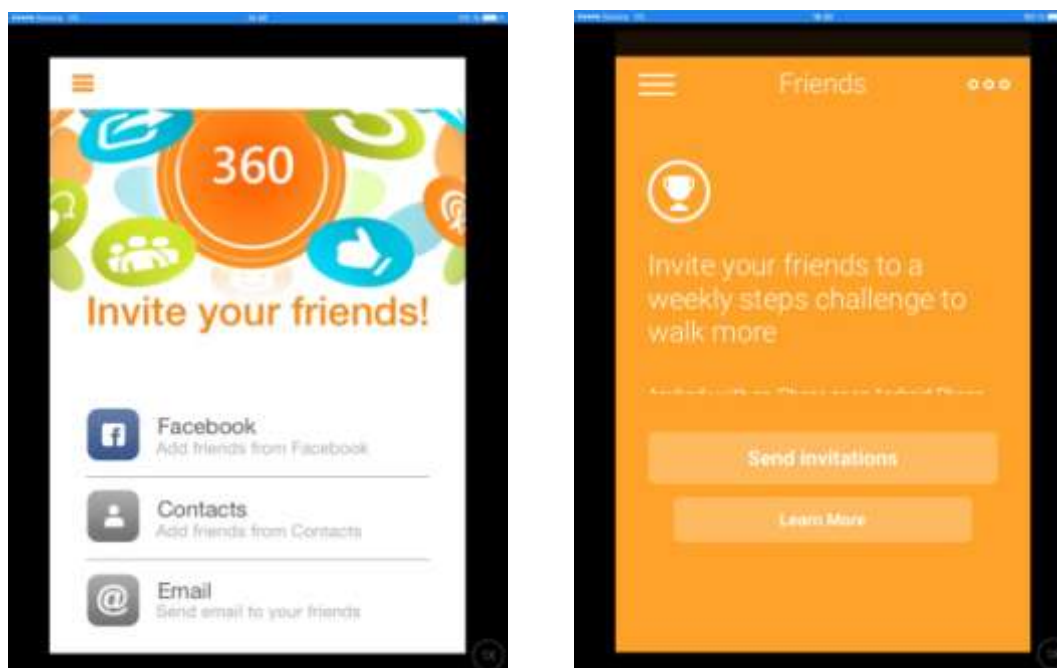 360
Invite your friends!
Facebook
Add friends from Facebook
Contacts
Add friends from Contacts
Email
Send email to your friends
Friends
Invite your friends to a
weekly steps challenge to
walk more
Send invitations
Learn More